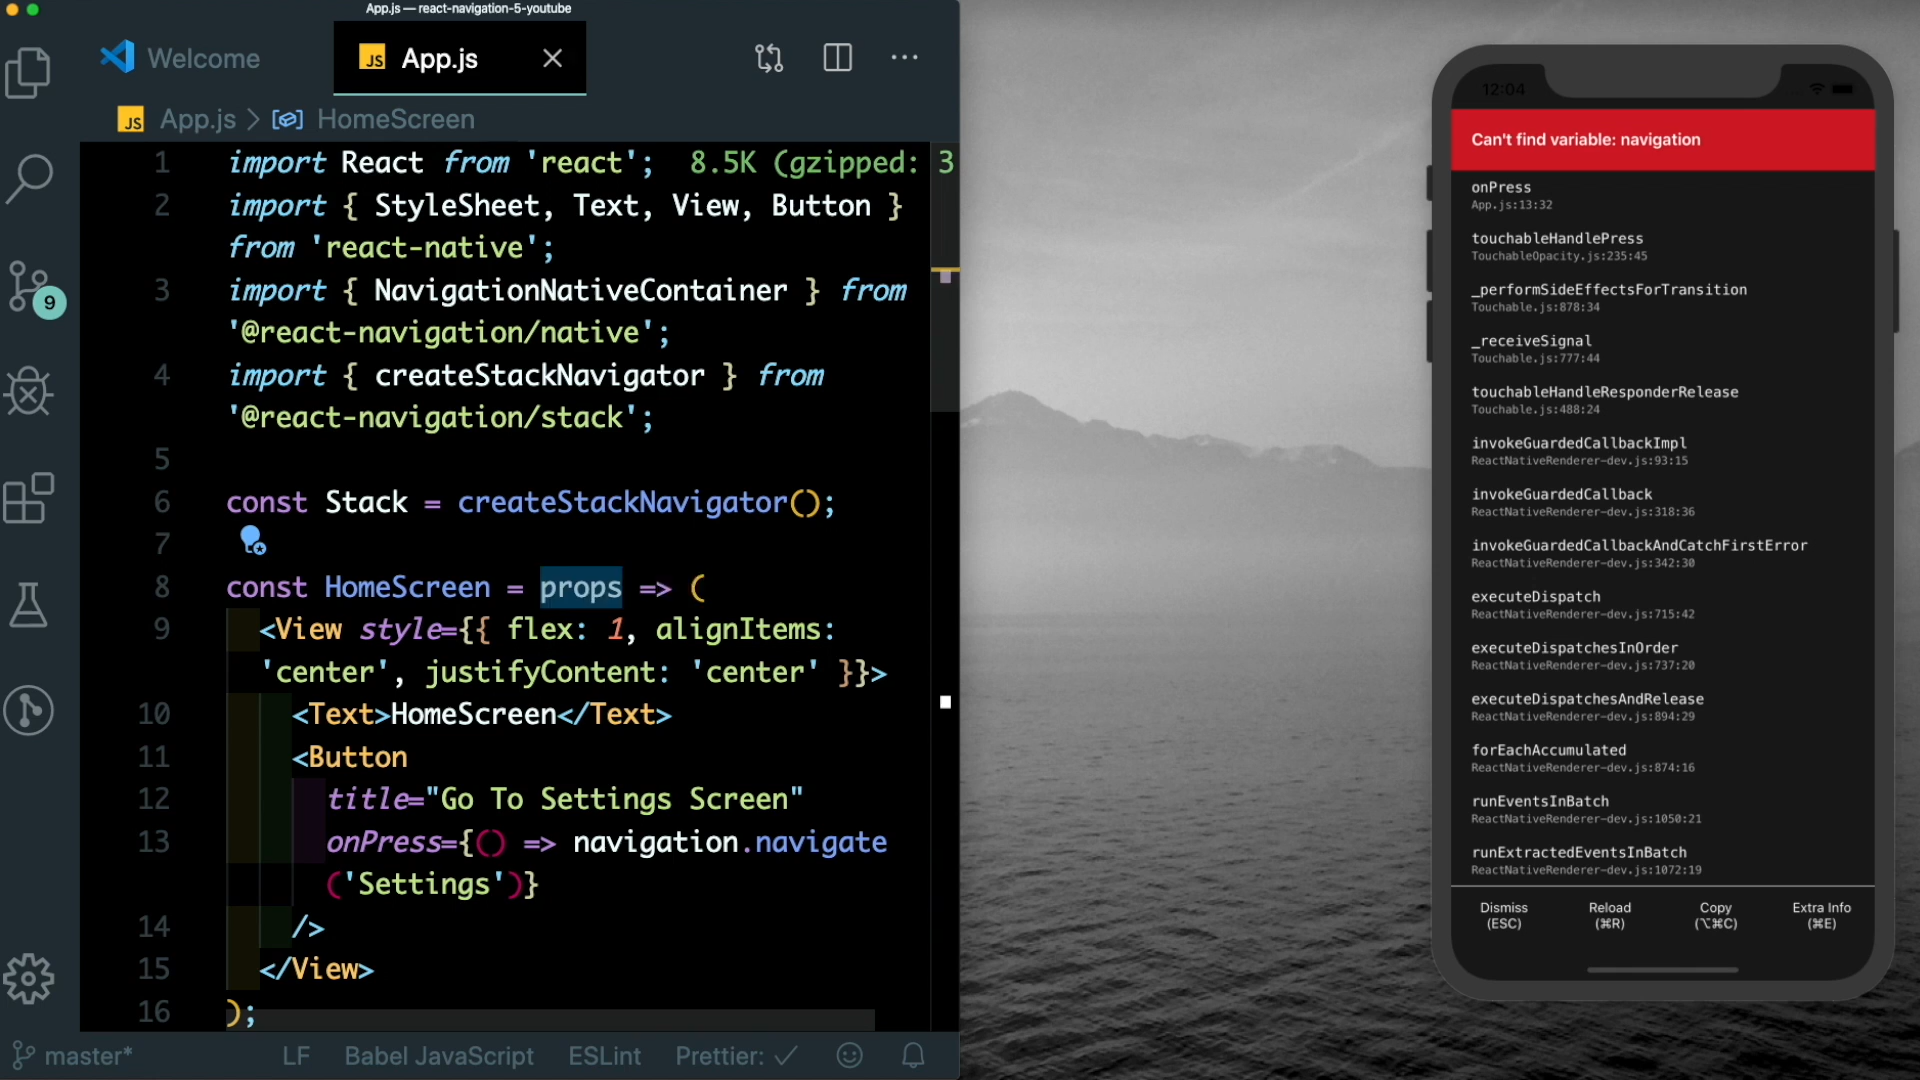 App.js — react-navigation-5-youtube
Welcome
JS App.js
JS App.js > HomeScreen
9
1 import React from 'react'; 8.5K (gzipped: 3
2 import { StyleSheet, Text, View, Button }
from 'react-native';
3 import { NavigationNativeContainer } from
'@react-navigation/native';
4 import { createStackNavigator } from
'@react-navigation/stack';
5
6 const Stack = createStackNavigator();
7
8 const HomeScreen = props => (
9 <View style={{ flex: 1, alignItems:
'center', justifyContent: 'center' }}>
10 <Text>HomeScreen</Text>
11 <Button
12 title="Go To Settings Screen"
13 onPress={() => navigation.navigate
('Settings')}
14 />
15 </View>
16 );
master* LF Babel JavaScript ESLint Prettier: ✓
12:04
Can't find variable: navigation
onPress
App.js:13:32
touchableHandlePress
TouchableOpacity.js:235:45
_performSideEffectsForTransition
Touchable.js:878:34
_receiveSignal
Touchable.js:777:44
touchableHandleResponderRelease
Touchable.js:488:24
invokeGuardedCallbackImpl
ReactNativeRenderer-dev.js:93:15
invokeGuardedCallback
ReactNativeRenderer-dev.js:318:36
invokeGuardedCallbackAndCatchFirstError
ReactNativeRenderer-dev.js:342:30
executeDispatch
ReactNativeRenderer-dev.js:715:42
executeDispatchesInOrder
ReactNativeRenderer-dev.js:737:20
executeDispatchesAndRelease
ReactNativeRenderer-dev.js:894:29
forEachAccumulated
ReactNativeRenderer-dev.js:874:16
runEventsInBatch
ReactNativeRenderer-dev.js:1050:21
runExtractedEventsInBatch
ReactNativeRenderer-dev.js:1072:19
Dismiss Reload Copy Extra Info
(ESC) (⌘R) (⌥⌘C) (⌘E)